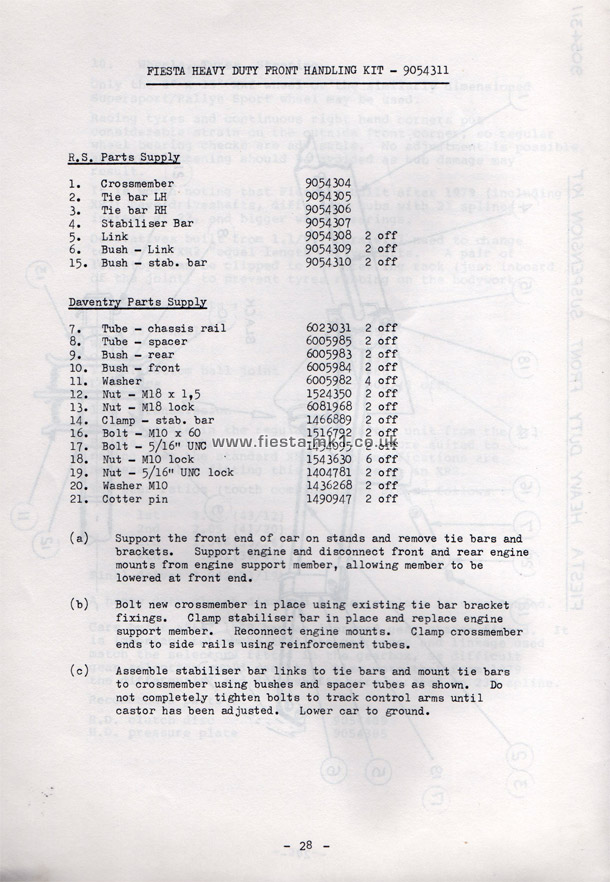 FIESTA HEAVY DUTY FRONT HANDLING KIT - 9054311
R.S. Parts Supply
1. Crossmember 9054304
2. Tie bar LH 9054305
3. Tie bar RH 9054306
4. Stabiliser Bar 9054307
5. Link 9054308 2 off
6. Bush - Link 9054309 2 off
15. Bush - stab. bar 9054310 2 off
Daventry Parts Supply
7. Tube - chassis rail 6023031 2 off
8. Tube - spacer 6005985 2 off
9. Bush - rear 6005983 2 off
10. Bush - front 6005984 2 off
11. Washer 6005982 4 off
12. Nut - M18 x 1,5 1524350 2 off
13. Nut - M18 lock 6081968 2 off
14. Clamp - stab. bar 1466889 2 off
16. Bolt - M10 x 60 1516792 2 off
17. Bolt - 5/16" UNC 2 off
www.fiesta-mk1.co.uk
18. Nut - M10 lock 1543630 6 off
19. Nut - 5/16" UNC lock 1404781 2 off
20. Washer M10 1436268 2 off
21. Cotter pin 1490947 2 off
(a) Support the front end of car on stands and remove tie bars and
brackets. Support engine and disconnect front and rear engine
mounts from engine support member, allowing member to be
lowered at front end.
(b) Bolt new crossmember in place using existing tie bar bracket
fixings. Clamp stabiliser bar in place and replace engine
support member. Reconnect engine mounts. Clamp crossmember
ends to side rails using reinforcement tubes.
(c) Assemble stabiliser bar links to tie bars and mount tie bars
to crossmember using bushes and spacer tubes as shown. Do
not completely tighten bolts to track control arms until
castor has been adjusted. Lower car to ground.
- 28 -